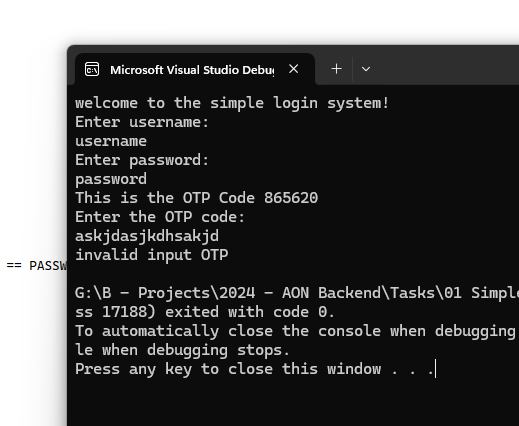 Microsoft Visual Studio Debu
welcome to the simple login system!
Enter username:
username
Enter password:
password
This is the OTP Code 865620
Enter the OTP code:
askjdasjkdhsakjd
invalid input OTP
== PASSW
G:\B - Projects\2024 - AON Backend\Tasks\01 Simple
ss 17188) exited with code 0.
To automatically close the console when debugging
le when debugging stops.
Press any key to close this window . . .